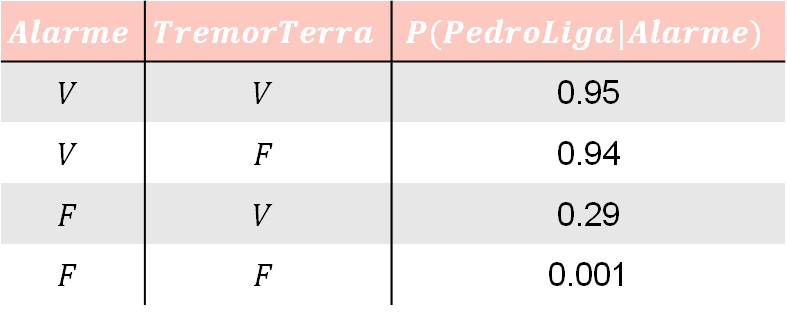 Alarme TremorTerra P(PedroLiga|Alarme)
V V 0.95
V F 0.94
F V 0.29
F F 0.001